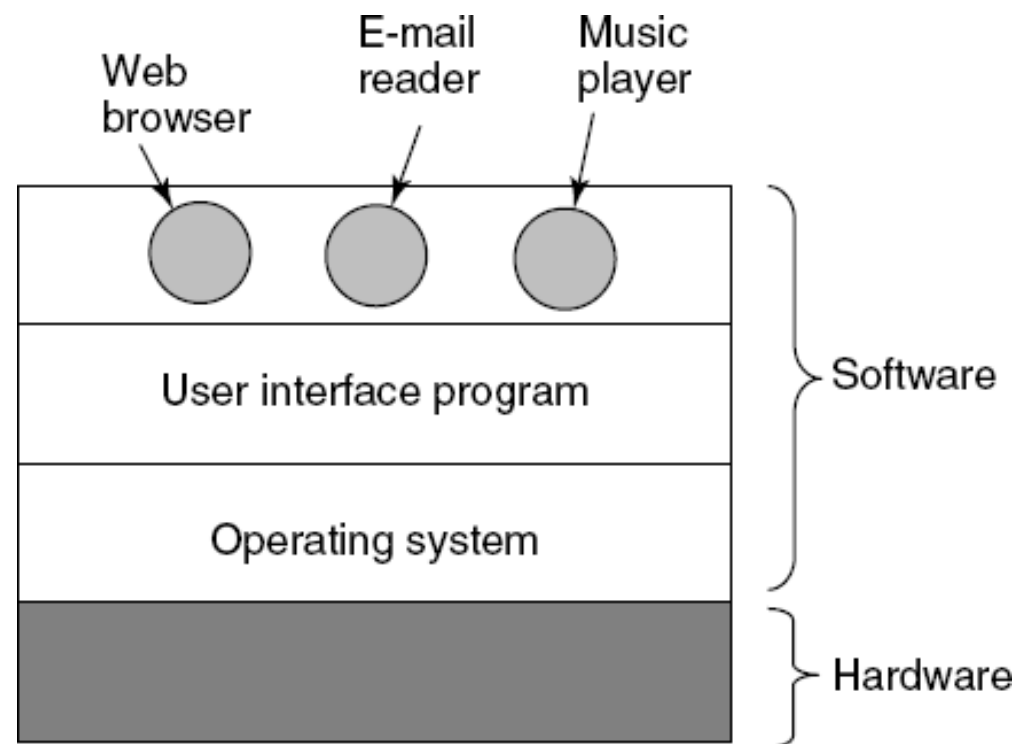 Web
browser
E-mail
reader
Music
player
User interface program
Operating system
Software
Hardware